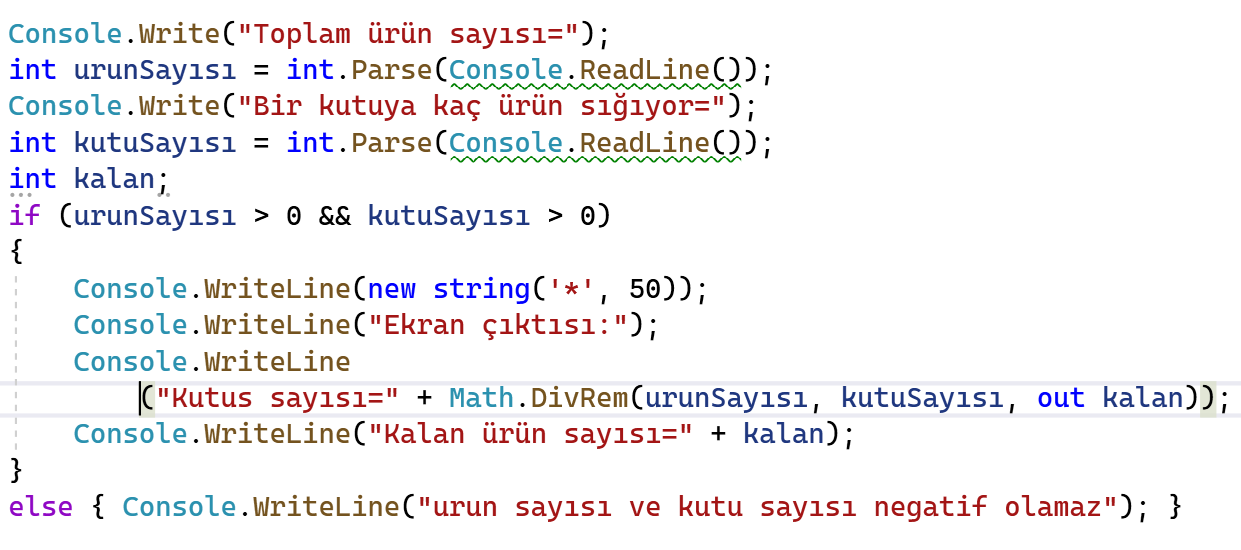 Console.Write("Toplam ürün sayısı=");
int urunSayısı = int.Parse(Console.ReadLine());
Console.Write("Bir kutuya kaç ürün sığıyor=");
int kutuSayısı = int.Parse(Console.ReadLine());
int kalan;
if (urunSayısı > 0 && kutuSayısı > 0)
{
    Console.WriteLine(new string('*', 50));
    Console.WriteLine("Ekran çıktısı:");
    Console.WriteLine
        ("Kutus sayısı=" + Math.DivRem(urunSayısı, kutuSayısı, out kalan));
    Console.WriteLine("Kalan ürün sayısı=" + kalan);
}
else { Console.WriteLine("urun sayısı ve kutu sayısı negatif olamaz"); }